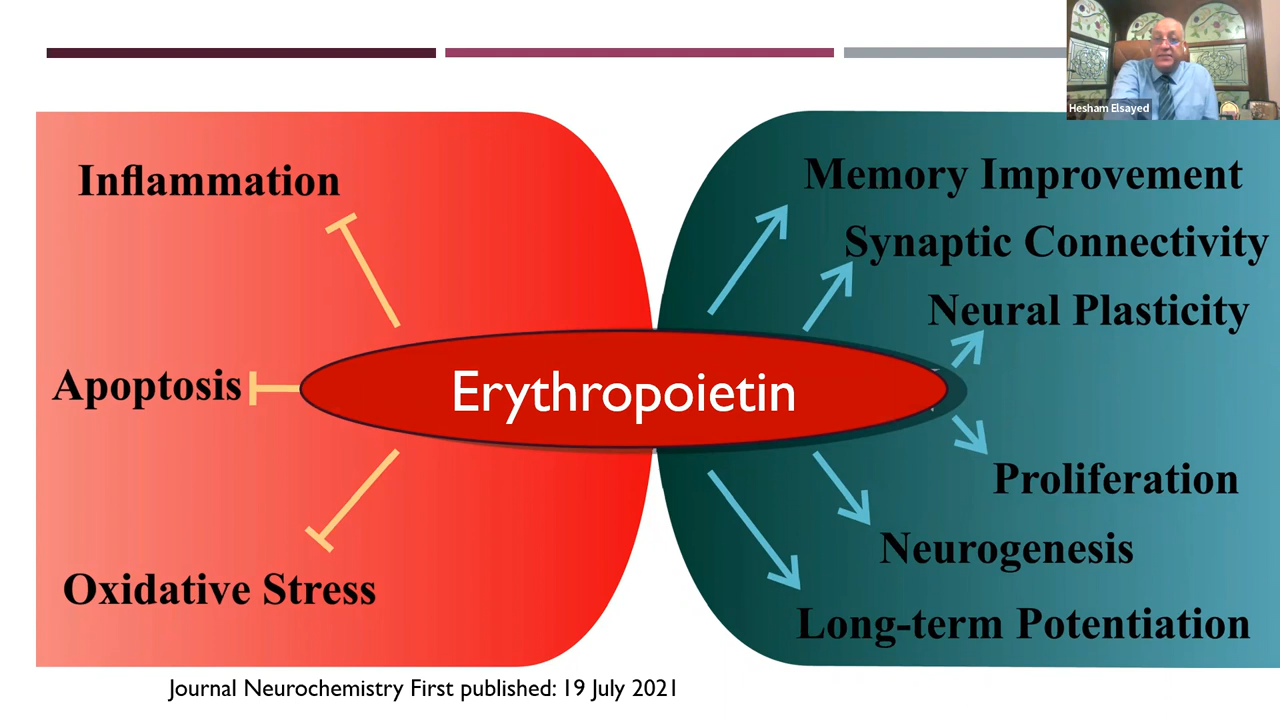 Hesham Elsayed
Inflammation
Apoptosis
Oxidative Stress
Erythropoietin
Memory Improvement
Synaptic Connectivity
Neural Plasticity
Proliferation
Neurogenesis
Long-term Potentiation
Journal Neurochemistry First published: 19 July 2021